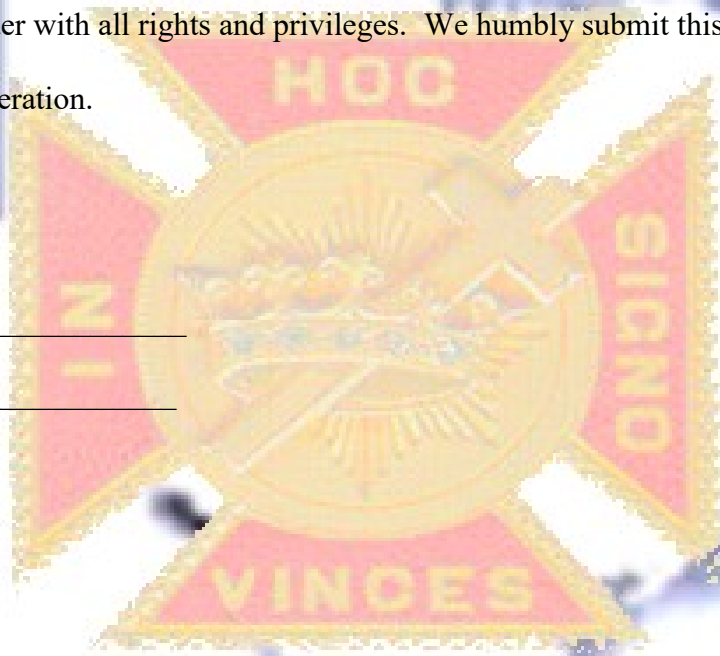 er with all rights and privileges. We humbly submit this
eration.
HOC
IN
SIGNO
VINCES